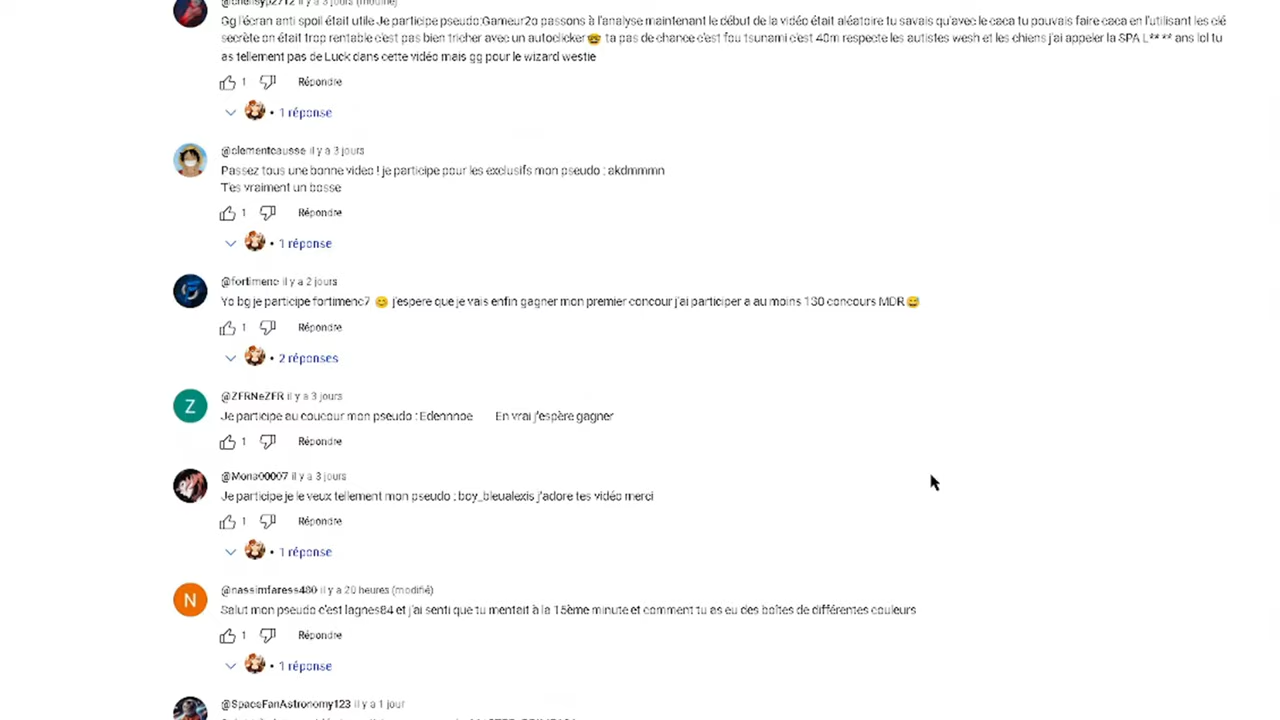 il y a 3 jours (modifié)
Gg l'écran anti spoil était utile Je participe pseudo:Gameur2o passons à l'analyse maintenant le début de la vidéo était aléatoire tu savais qu'avec le caca tu pouvais faire caca en l'utilisant les clé
secrète on était trop rentable c'est pas bien tricher avec un autoclicker🤓 ta pas de chance c'est fou tsunami c'est 40m respecte les autistes wesh et les chiens j'ai appeler la SPA L**** ans lol tu
as tellement pas de Luck dans cette vidéo mais gg pour le wizard westie
1 Répondre
• 1 réponse
@clementcausse il y a 3 jours
Passez tous une bonne video ! je participe pour les exclusifs mon pseudo : akdmmmn
T'es vraiment un bosse
1 Répondre
• 1 réponse
@fortimenc il y a 2 jours
Yo bg je participe fortimenc7 😊 j'espere que je vais enfin gagner mon premier concour j'ai participer a au moins 130 concours MDR😅
1 Répondre
• 2 réponses
Z
@ZFRNeZFR il y a 3 jours
Je participe au coucour mon pseudo : Edennnoe En vrai j'espère gagner
1 Répondre
@Mona00007 il y a 3 jours
Je participe je le veux tellement mon pseudo : boy_bleualexis j'adore tes vidéo merci
1 Répondre
• 1 réponse
N
@nassimfaress480 il y a 20 heures (modifié)
Salut mon pseudo c'est lagnes84 et j'ai senti que tu mentait à la 15ème minute et comment tu as eu des boîtes de différentes couleurs
1 Répondre
• 1 réponse
@SpaceFanAstronomy123 il y a 1 jour